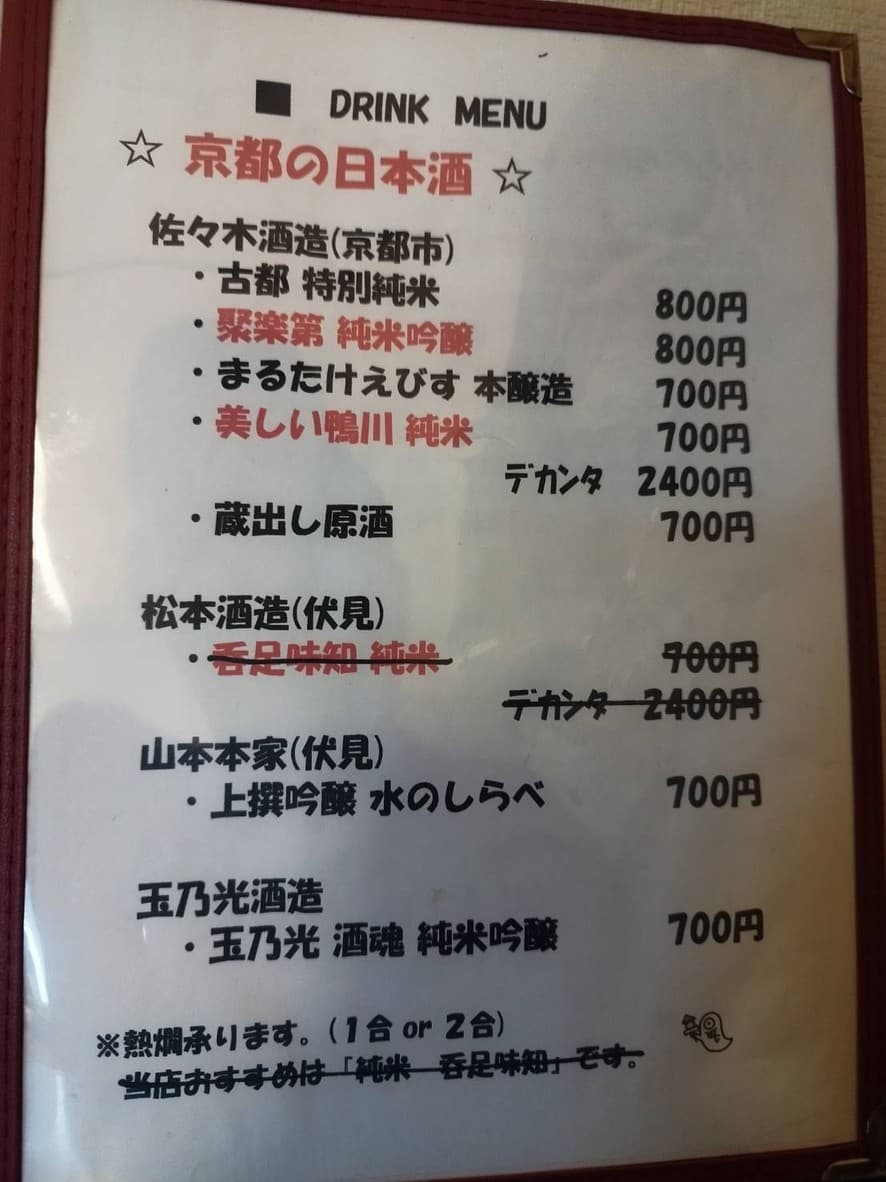 ■ DRINK MENU
☆ 京都の日本酒 ☆
佐々木酒造(京都市)
・古都 特別純米 800円
・聚楽第 純米吟醸 800円
・まるたけえびす 本醸造 700円
・美しい鴨川 純米 700円
デカンタ 2400円
・蔵出し原酒 700円
松本酒造(伏見)
・呑足味知 純米 700円
デカンタ 2400円
山本本家(伏見)
・上撰吟醸 水のしらべ 700円
玉乃光酒造
・玉乃光 酒魂 純米吟醸 700円
※熱燗承ります。(1合 or 2合)
当店おすすめは「純米 呑足味知」です。